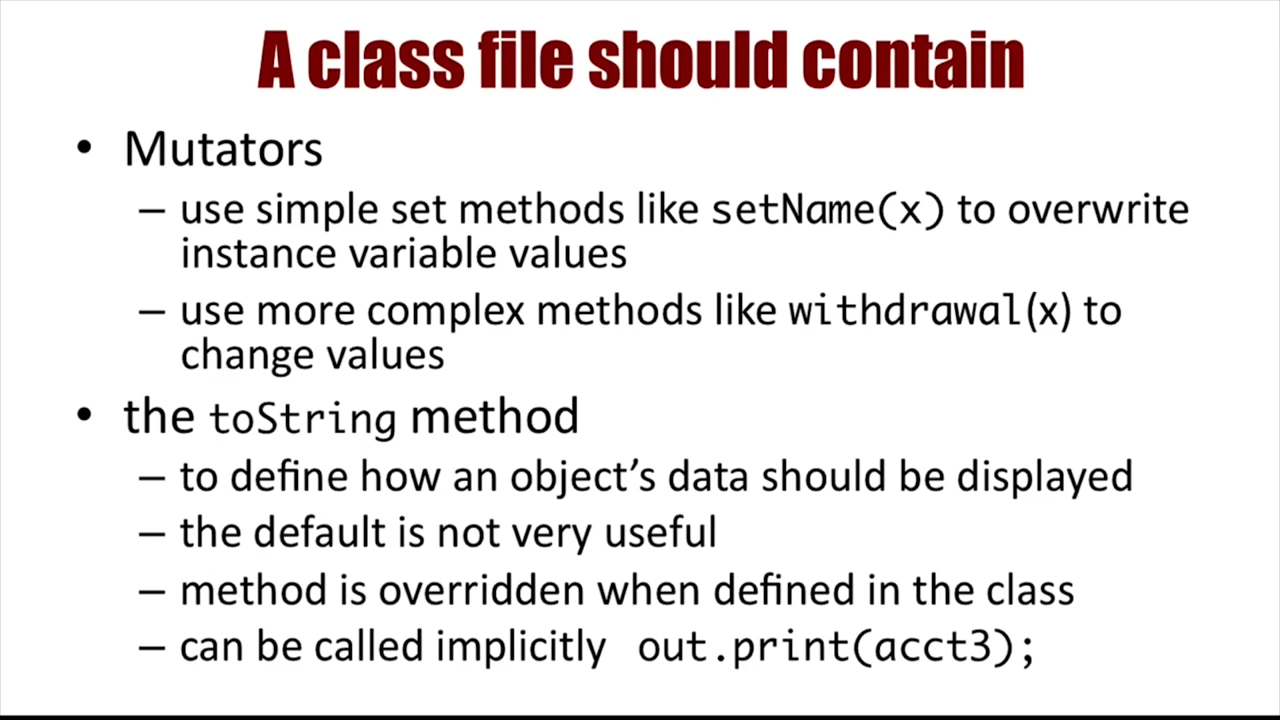 A class file should contain
• Mutators
– use simple set methods like setName(x) to overwrite
instance variable values
– use more complex methods like withdrawal(x) to
change values
• the toString method
– to define how an object’s data should be displayed
– the default is not very useful
– method is overridden when defined in the class
– can be called implicitly out.print(acct3);